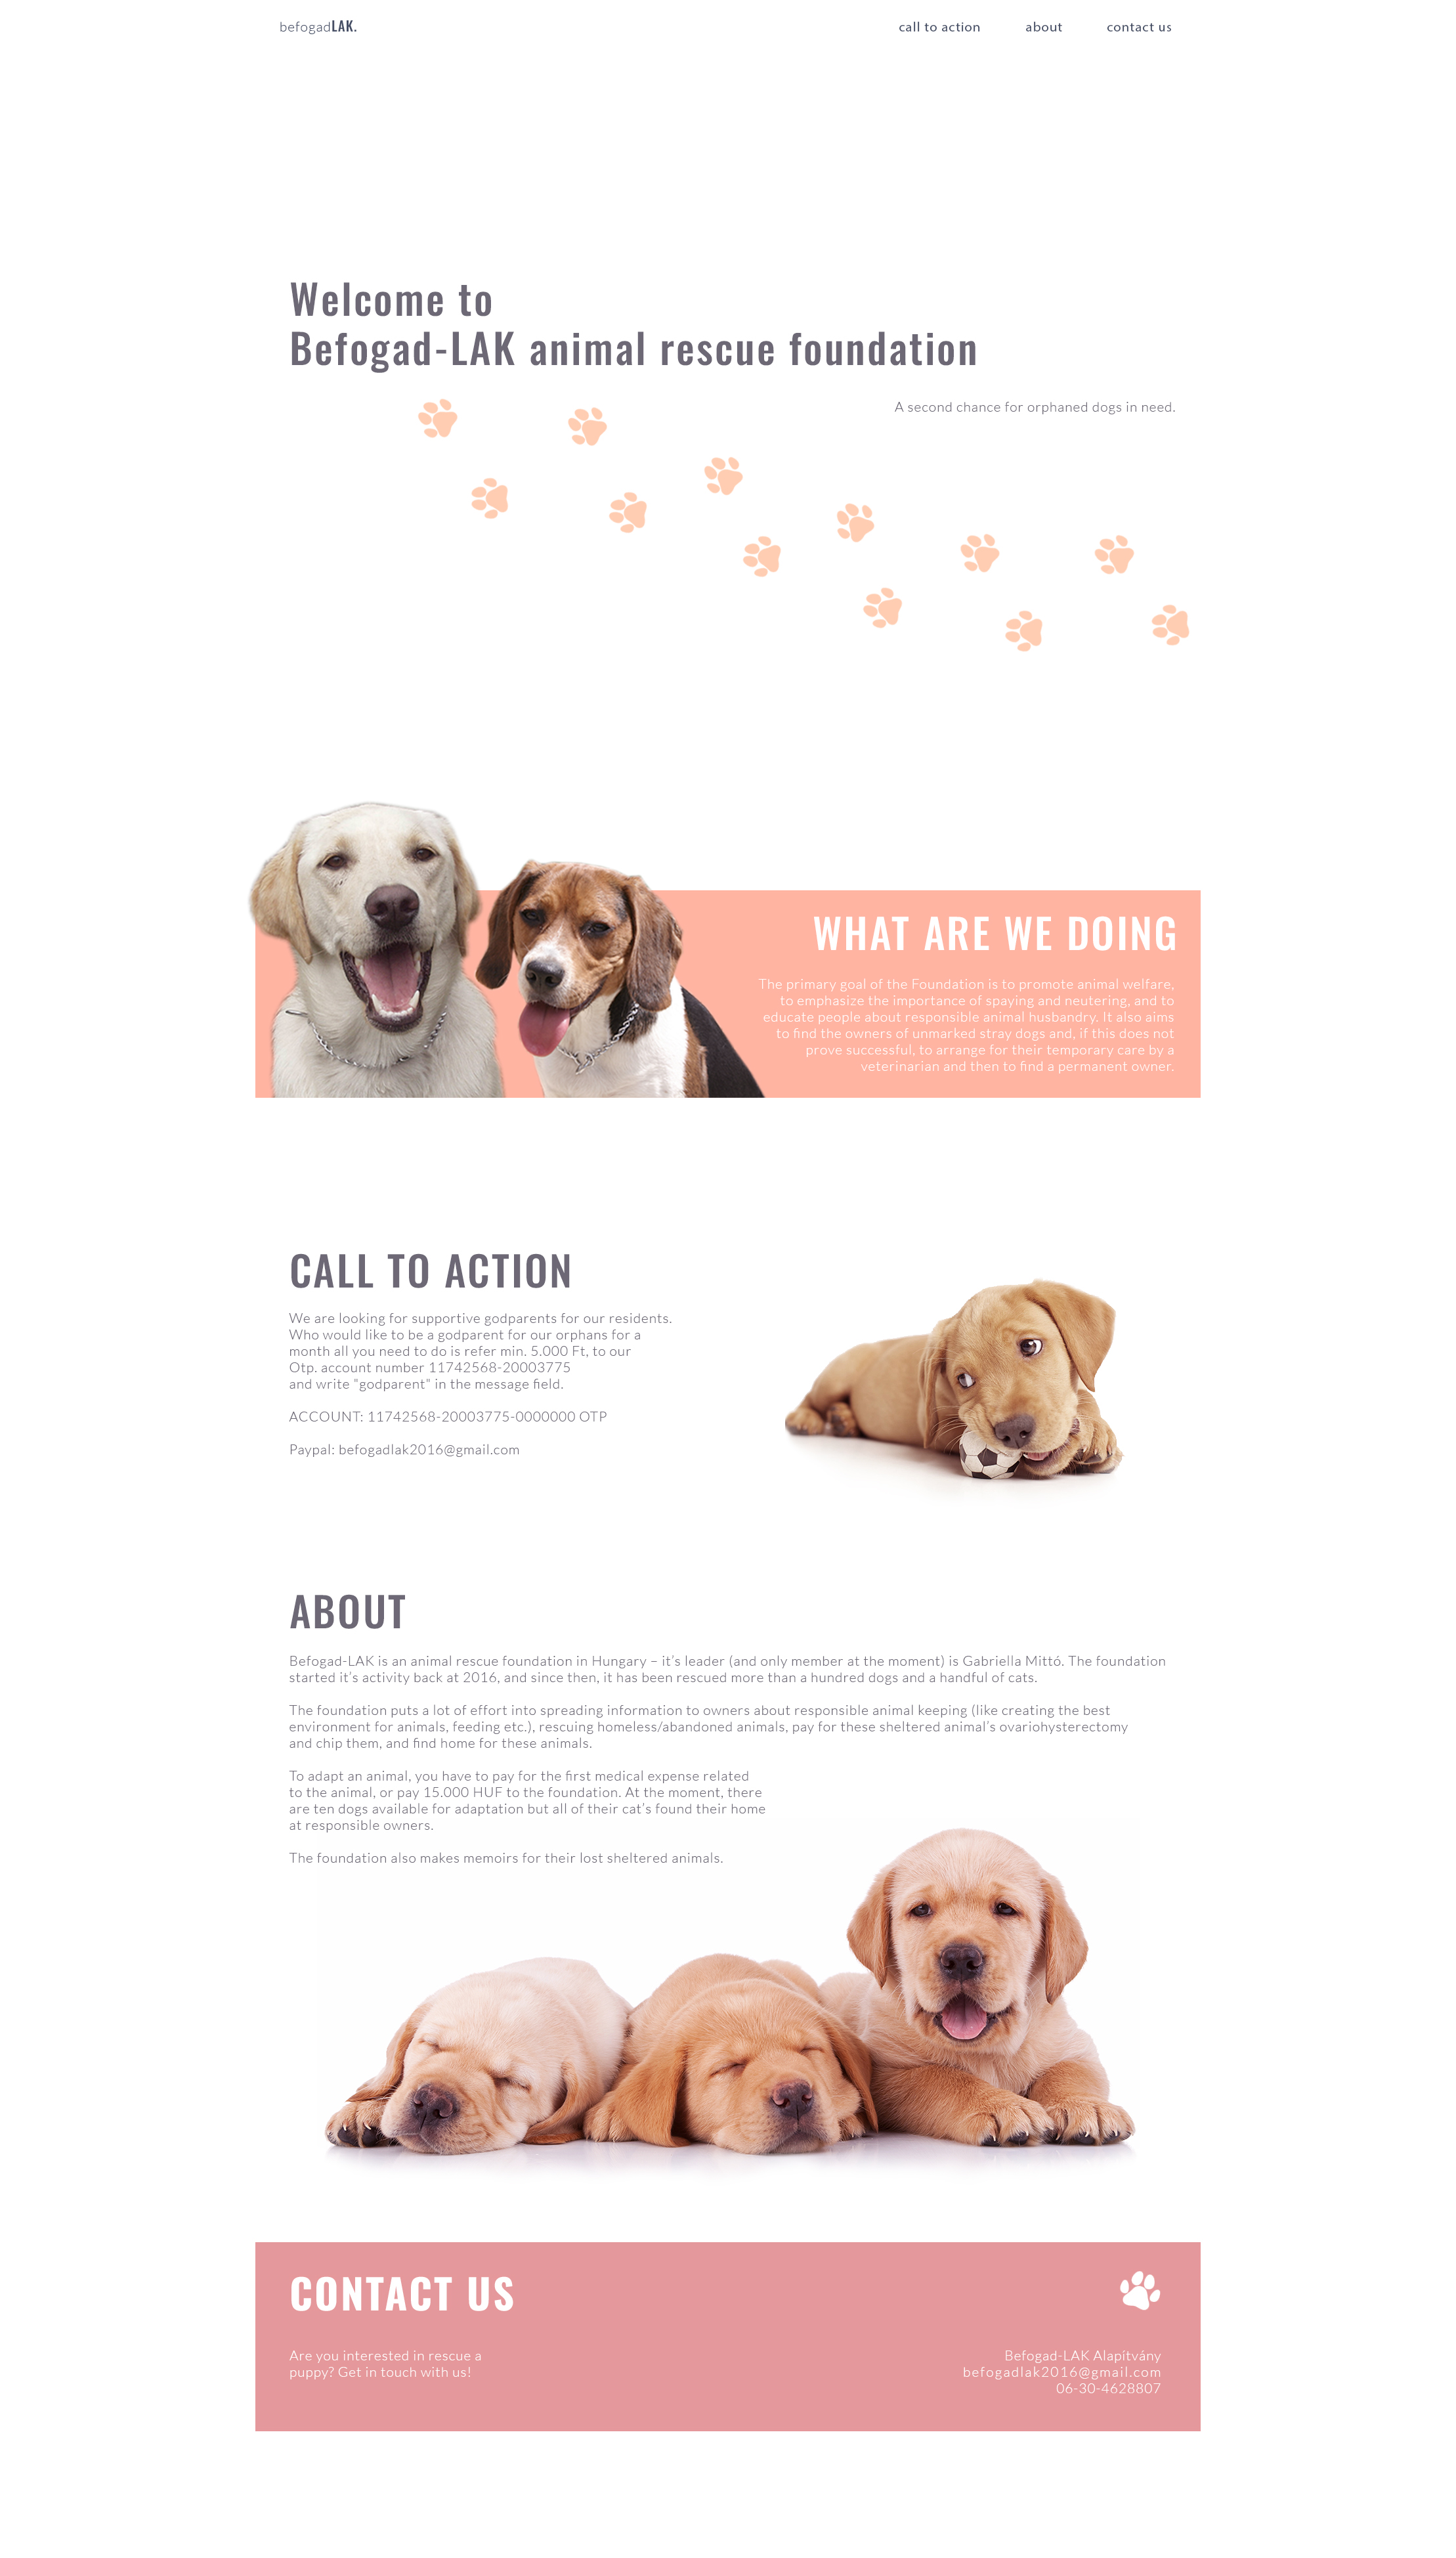 befogadLAK.
call to action about contact us
Welcome to
Befogad-LAK animal rescue foundation
A second chance for orphaned dogs in need.
WHAT ARE WE DOING
The primary goal of the Foundation is to promote animal welfare,
to emphasize the importance of spaying and neutering, and to
educate people about responsible animal husbandry. It also aims
to find the owners of unmarked stray dogs and, if this does not
prove successful, to arrange for their temporary care by a
veterinarian and then to find a permanent owner.
CALL TO ACTION
We are looking for supportive godparents for our residents.
Who would like to be a godparent for our orphans for a
month all you need to do is refer min. 5.000 Ft, to our
Otp. account number 11742568-20003775
and write "godparent" in the message field.
ACCOUNT: 11742568-20003775-0000000 OTP
Paypal: befogadlak2016@gmail.com
ABOUT
Befogad-LAK is an animal rescue foundation in Hungary – it’s leader (and only member at the moment) is Gabriella Mittó. The foundation
started it’s activity back at 2016, and since then, it has been rescued more than a hundred dogs and a handful of cats.
The foundation puts a lot of effort into spreading information to owners about responsible animal keeping (like creating the best
environment for animals, feeding etc.), rescuing homeless/abandoned animals, pay for these sheltered animal’s ovariohysterectomy
and chip them, and find home for these animals.
To adapt an animal, you have to pay for the first medical expense related
to the animal, or pay 15.000 HUF to the foundation. At the moment, there
are ten dogs available for adaptation but all of their cat’s found their home
at responsible owners.
The foundation also makes memoirs for their lost sheltered animals.
CONTACT US
Are you interested in rescue a
puppy? Get in touch with us!
Befogad-LAK Alapítvány
befogadlak2016@gmail.com
06-30-4628807